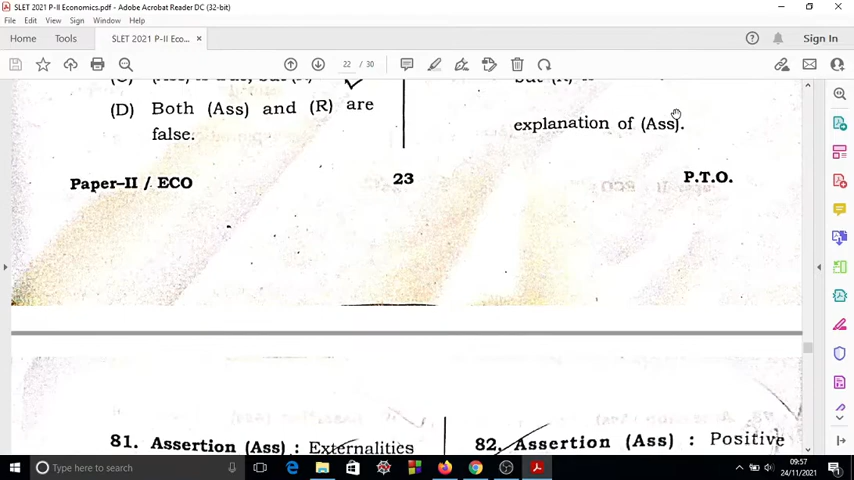 SLET 2021 P-II Economics.pdf - Adobe Acrobat Reader DC (32-bit)
File Edit View Sign Window Help
Home Tools SLET 2021 P-II Eco... × Sign In
22 / 30
(D) Both (Ass) and (R) are
false.
explanation of (Ass).
Paper-II / ECO 23 P.T.O.
81. Assertion (Ass) : Externalities
82. Assertion (Ass) : Positive
Type here to search
09:57
24/11/2021